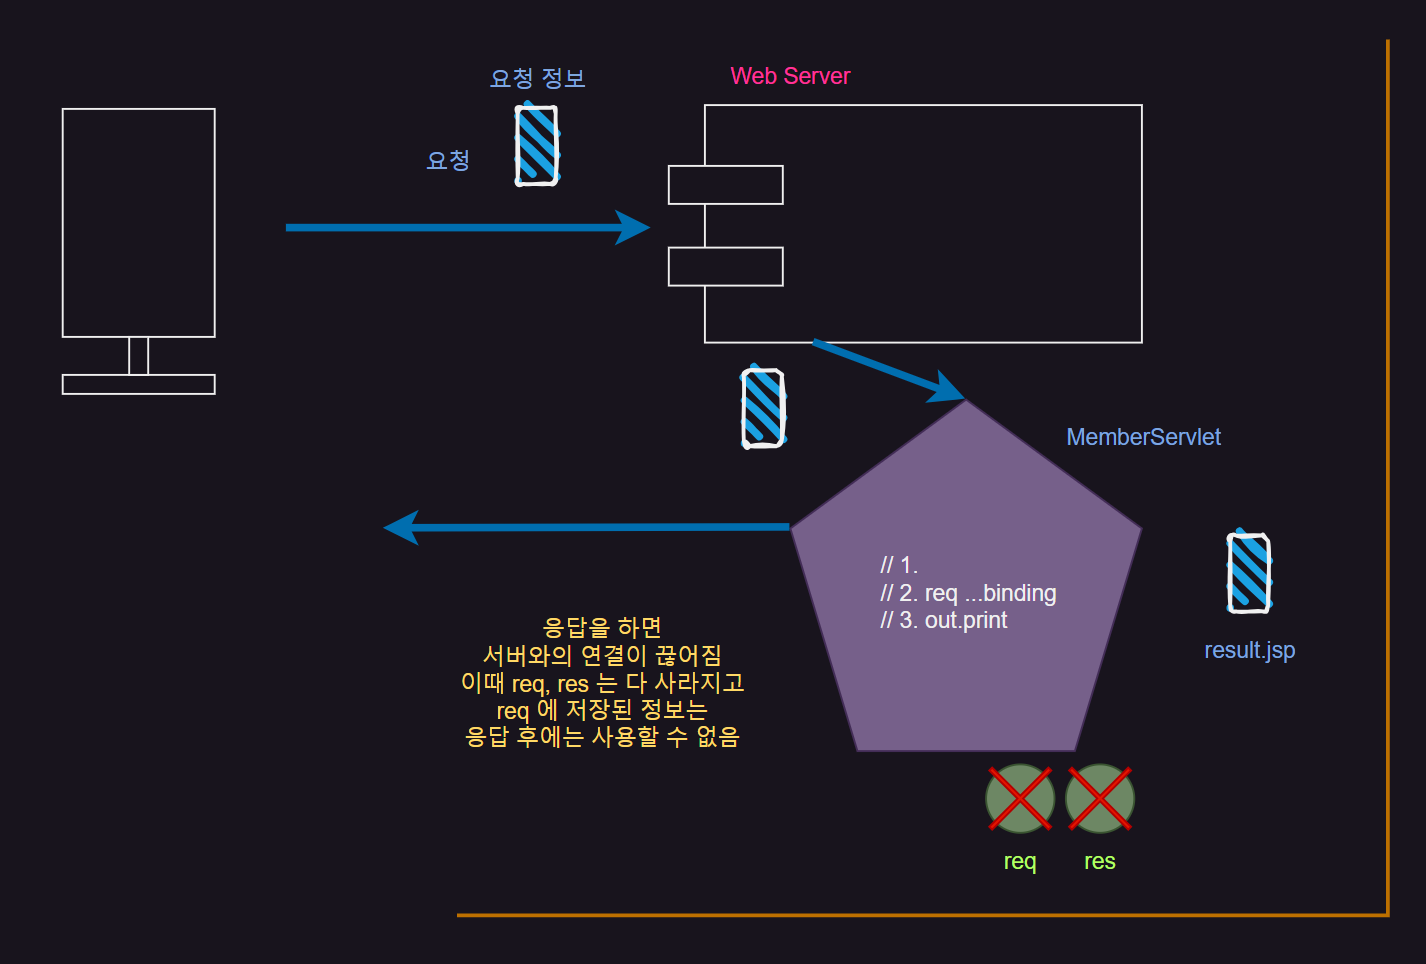 요청 정보
Web Server
요청
MemberServlet
// 1.
// 2. req ...binding
// 3. out.print
result.jsp
응답을 하면
서버와의 연결이 끊어짐
이때 req, res 는 다 사라지고
req 에 저장된 정보는
응답 후에는 사용할 수 없음
req
res